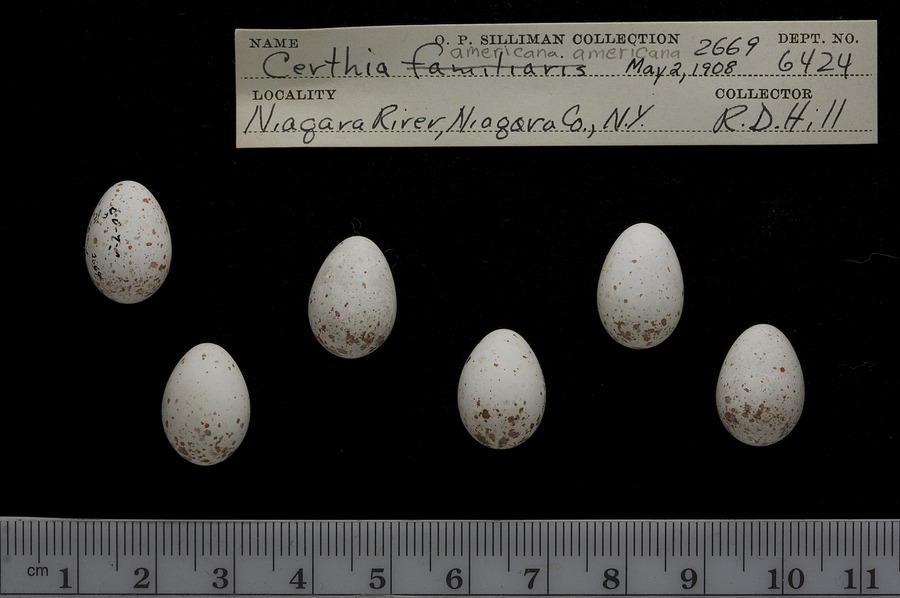 NAME O. P. SILLIMAN COLLECTION 2669 DEPT. NO.
americana. americana
Certhia familiaris May 2, 1908 6424
LOCALITY COLLECTOR
Niagara River, Niagara Co., N.Y. R.D. Hill
cm 1 2 3 4 5 6 7 8 9 10 11